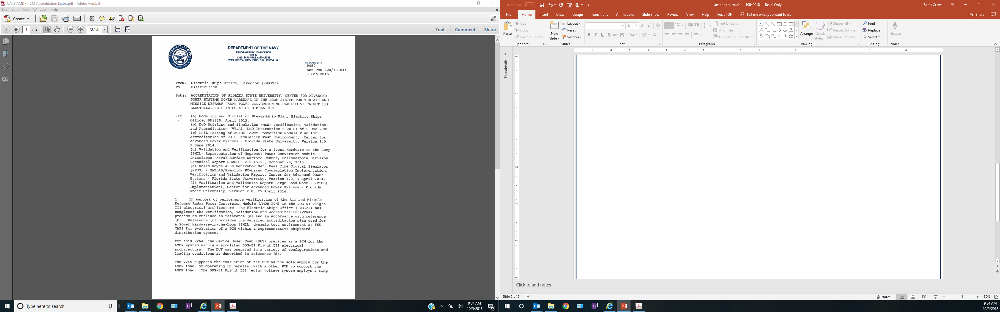 CAPS AMDR PCM Accreditation Letter.pdf - Adobe Acrobat
File Edit View Window Help
Create
1 / 2
73.1%
Tools Comment Share
DEPARTMENT OF THE NAVY
PROGRAM EXECUTIVE OFFICE
SHIPS
1333 ISAAC HULL AVENUE SE
WASHINGTON NAVY YARD, D.C. 20376-2101
IN REPLY REFER TO
9050
Ser PMS 320/16-044
3 Feb 2016
From: Electric Ships Office, Director (PMS320)
To: Distribution
Subj: ACCREDITATION OF FLORIDA STATE UNIVERSITY, CENTER FOR ADVANCED
POWER SYSTEMS POWER HARDWARE IN THE LOOP SYSTEM FOR THE AIR AND
MISSILE DEFENSE RADAR POWER CONVERSION MODULE DDG-51 FLIGHT III
ELECTRICAL SHIP INTEGRATION SIMULATION
Ref: (a) Modeling and Simulation Stewardship Plan, Electric Ships
Office, PMS320, April 2013.
(b) DoD Modeling and Simulation (M&S) Verification, Validation,
and Accreditation (VV&A), DoD Instruction 5000.61 of 9 Dec 2009.
(c) PHIL Testing of AC/DC Power Conversion Module Plan for
Accreditation of PHIL Simulation Test Environment, Center for
Advanced Power Systems - Florida State University, Version 1.0,
9 June 2014.
(d) Validation and Verification for a Power Hardware-in-the-Loop
(PHIL) Representation of Megawatt Power Conversion Module
Interfaces, Naval Surface Warfare Center, Philadelphia Division,
Technical Report NSWCPD-32-2015-29, October 28, 2015.
(e) Rolls-Royce 4500 Generator Set: Real Time Digital Simulator
(RTDS) / MATLAB/Simulink PC-based Co-simulation Implementation,
Verification and Validation Report, Center for Advanced Power
Systems - Florida State University, Version 1.0, 4 April 2014.
(f) Verification and Validation Report Large Load Model, (RTDS)
Implementation), Center for Advanced Power Systems - Florida
State University, Version 2.0, 25 April 2014.
1. In support of performance verification of the Air and Missile
Defense Radar Power Conversion Module (AMDR PCM) in the DDG 51 Flight
III electrical architecture, the Electric Ships Office (PMS320) has
completed the Verification, Validation and Accreditation (VV&A)
process as outlined in reference (a) and in accordance with reference
(b). Reference (c) provides the detailed accreditation plan used for
a Power Hardware-in-the-Loop (PHIL) dynamic test environment at FSU
CAPS for evaluation of a PCM within a representative shipboard
distribution system.
For this VV&A, the Device Under Test (DUT) operates as a PCM for the
AMDR system within a simulated DDG-51 Flight III electrical
architecture. The DUT was operated in a variety of configurations and
loading conditions as described in reference (d).
The VV&A supports the evaluation of the DUT as the sole supply for the
AMDR load, or operating in parallel with another PCM to support the
AMDR load. The DDG-51 Flight III medium voltage system employs a ring
Type here to search
9:34 AM
10/5/2018
19
AutoSave Off
amdr pcm markle - 10042018 - Read-Only
Scott Crews
File Home Insert Draw Design Transitions Animations Slide Show Review View Help Foxit PDF Tell me what you want to do
Share
Paste
Cut
Copy
Format Painter
Clipboard
New
Slide
Layout
Reset
Section
Slides
18
Font
Text Direction
Align Text
Convert to SmartArt
Paragraph
Arrange
Quick
Styles
Shape Fill
Shape Outline
Shape Effects
Drawing
Find
Replace
Select
Editing
Dictate
Voice
4 3 2 1 0 1 2 3 4
3
2
1
0
1
2
3
Thumbnails
Click to add notes
Slide 2 of 2
Notes
130%
9:34 AM
10/5/2018